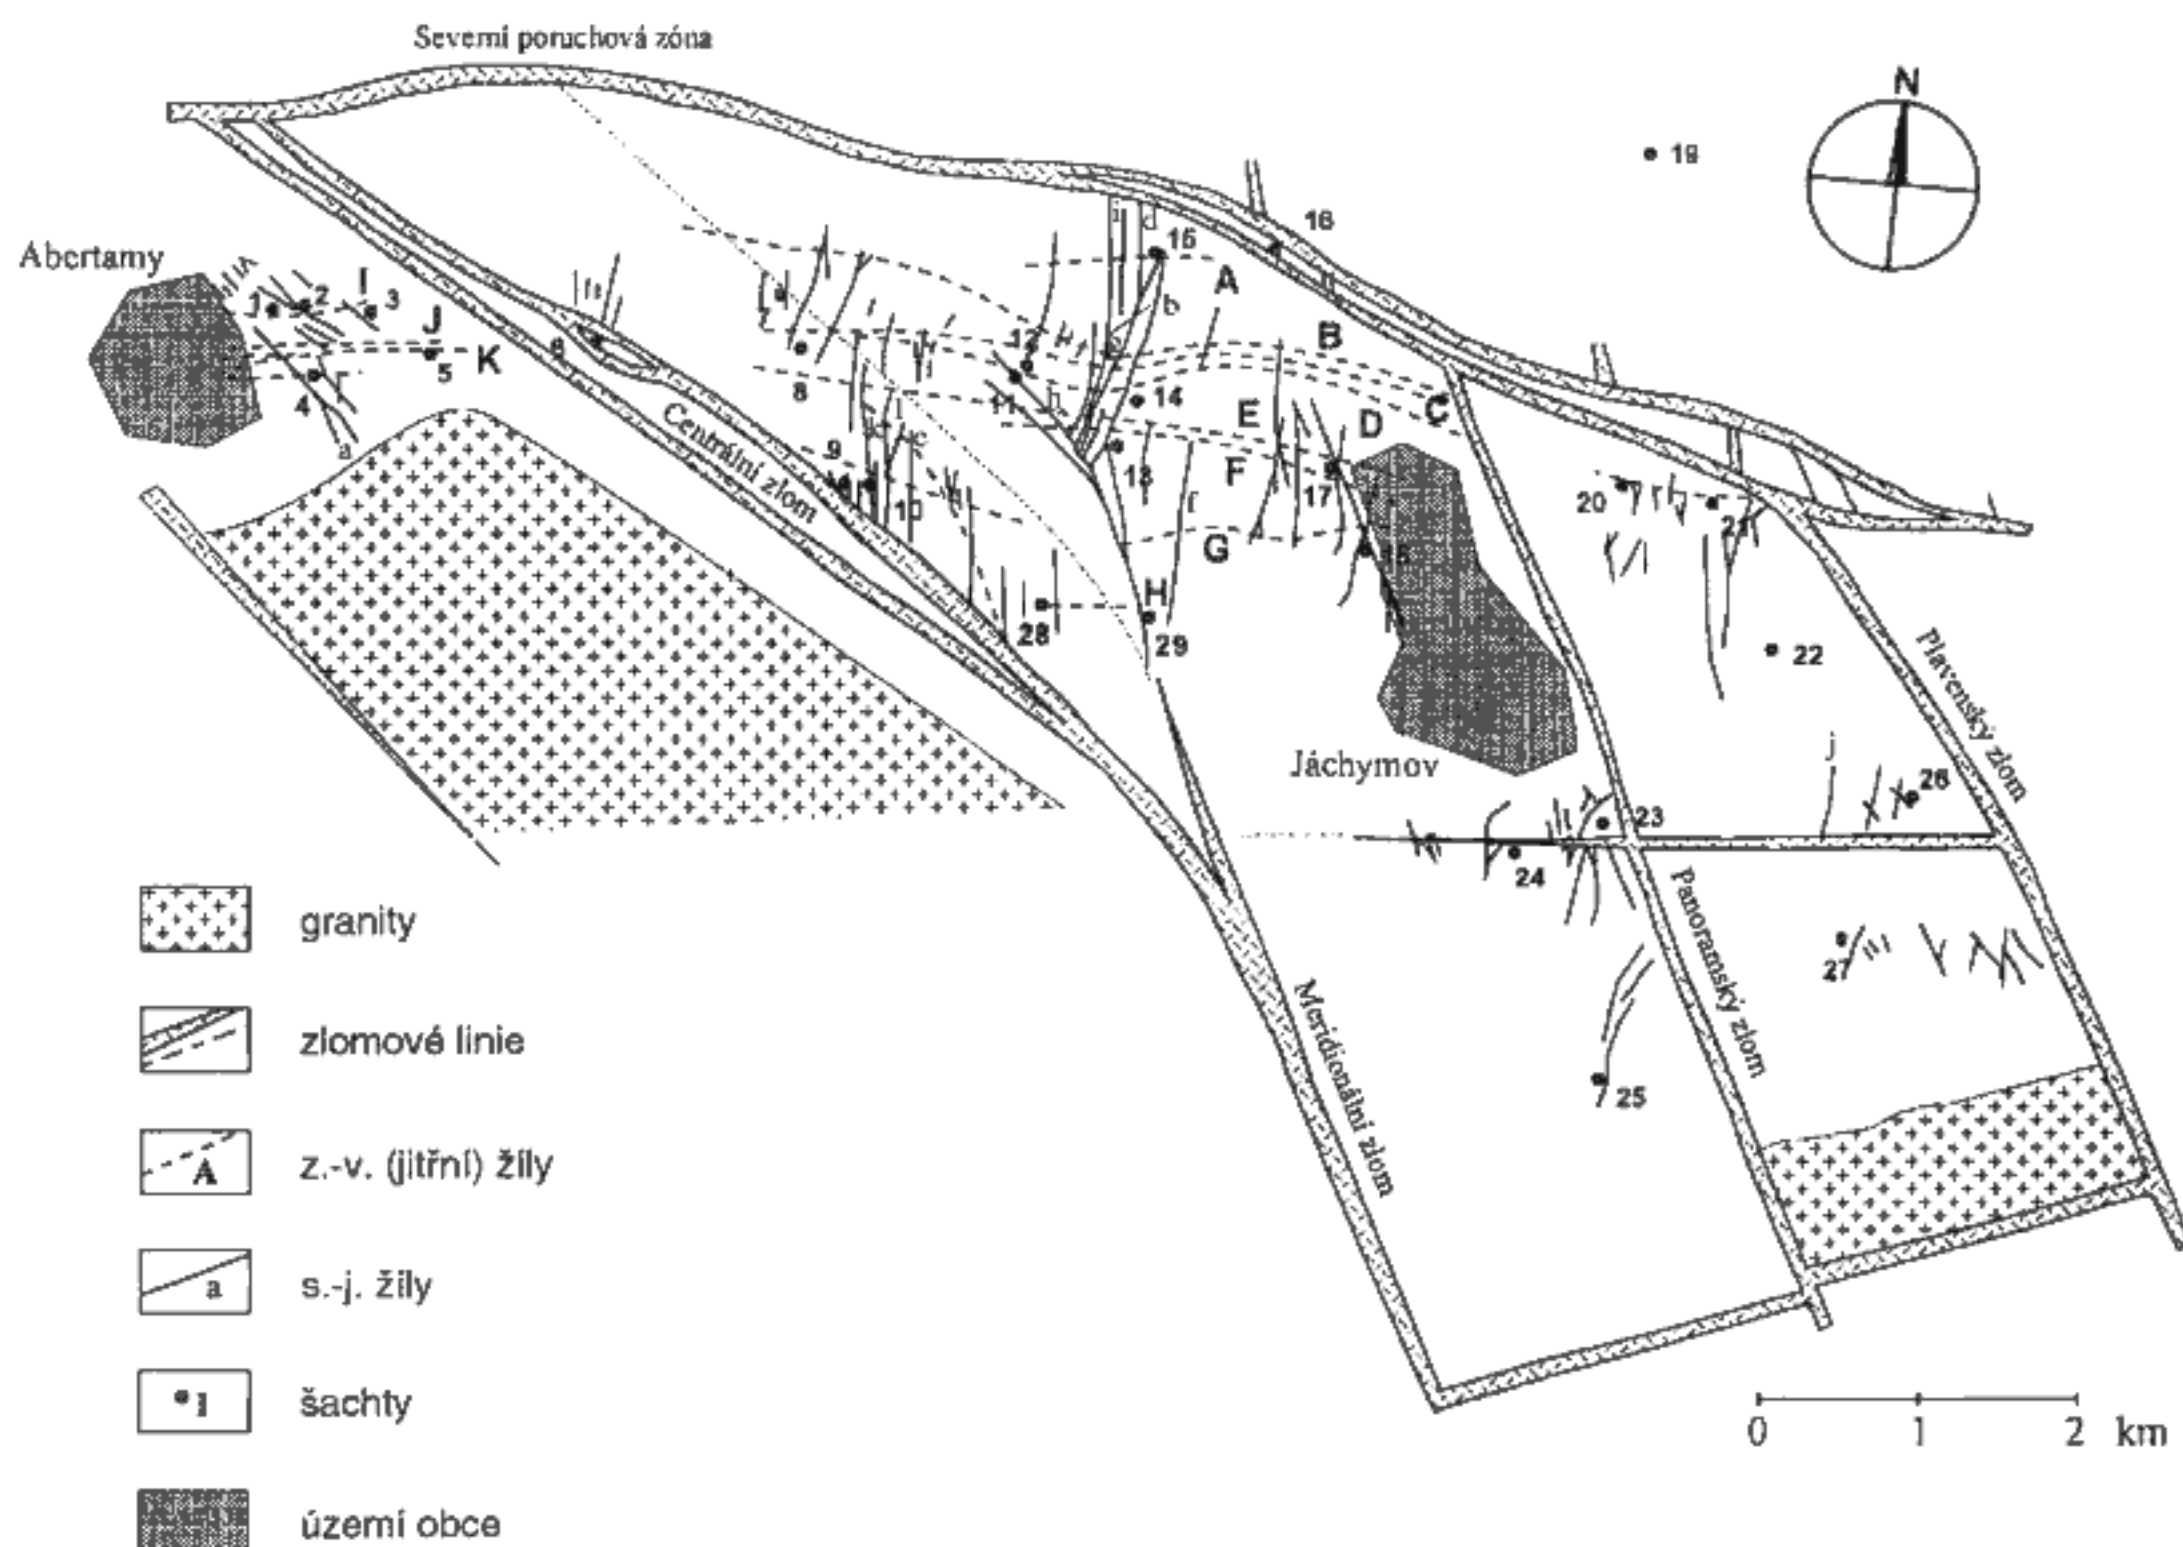 Severní poruchová zóna
N
19
16
Abertamy
15
A
1
2
I
3
b
J
B
12
K
5
6
7
8
4
a
11
h
14
C
E
D
Centrální zlom
9
13
F
17
20
21
10
f
G
H
28
29
22
Plavenský zlom
j
Jáchymov
26
23
24
Panoramský zlom
granity
27
Meridionální zlom
zlomové linie
25
A
z.-v. (jitřní) žíly
a
s.-j. žíly
1
šachty
0 1 2 km
území obce